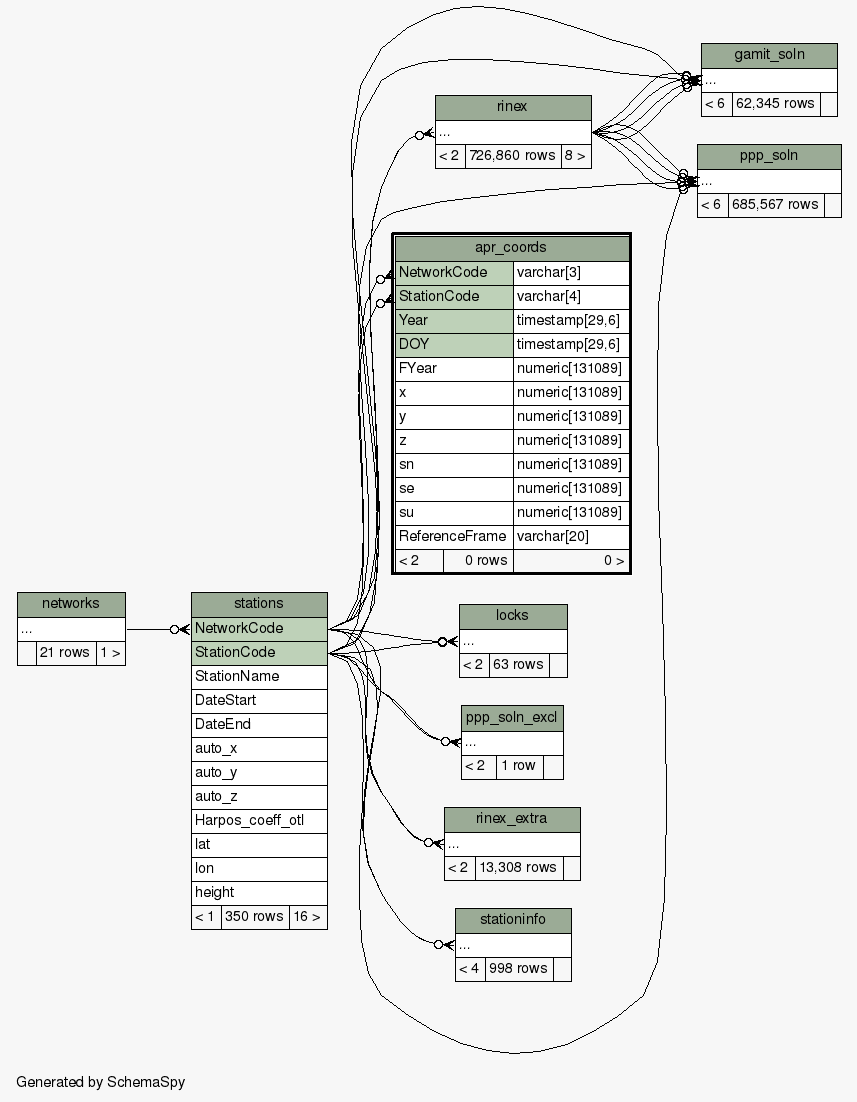 gamit_soln
...
< 6 62,345 rows
rinex
...
< 2 726,860 rows 8 >
ppp_soln
...
< 6 685,567 rows
apr_coords
NetworkCode varchar[3]
StationCode varchar[4]
Year timestamp[29,6]
DOY timestamp[29,6]
FYear numeric[131089]
x numeric[131089]
y numeric[131089]
z numeric[131089]
sn numeric[131089]
se numeric[131089]
su numeric[131089]
ReferenceFrame varchar[20]
< 2 0 rows 0 >
networks
...
21 rows 1 >
stations
NetworkCode
StationCode
StationName
DateStart
DateEnd
auto_x
auto_y
auto_z
Harpos_coeff_otl
lat
lon
height
< 1 350 rows 16 >
locks
...
< 2 63 rows
ppp_soln_excl
...
< 2 1 row
rinex_extra
...
< 2 13,308 rows
stationinfo
...
< 4 998 rows
Generated by SchemaSpy